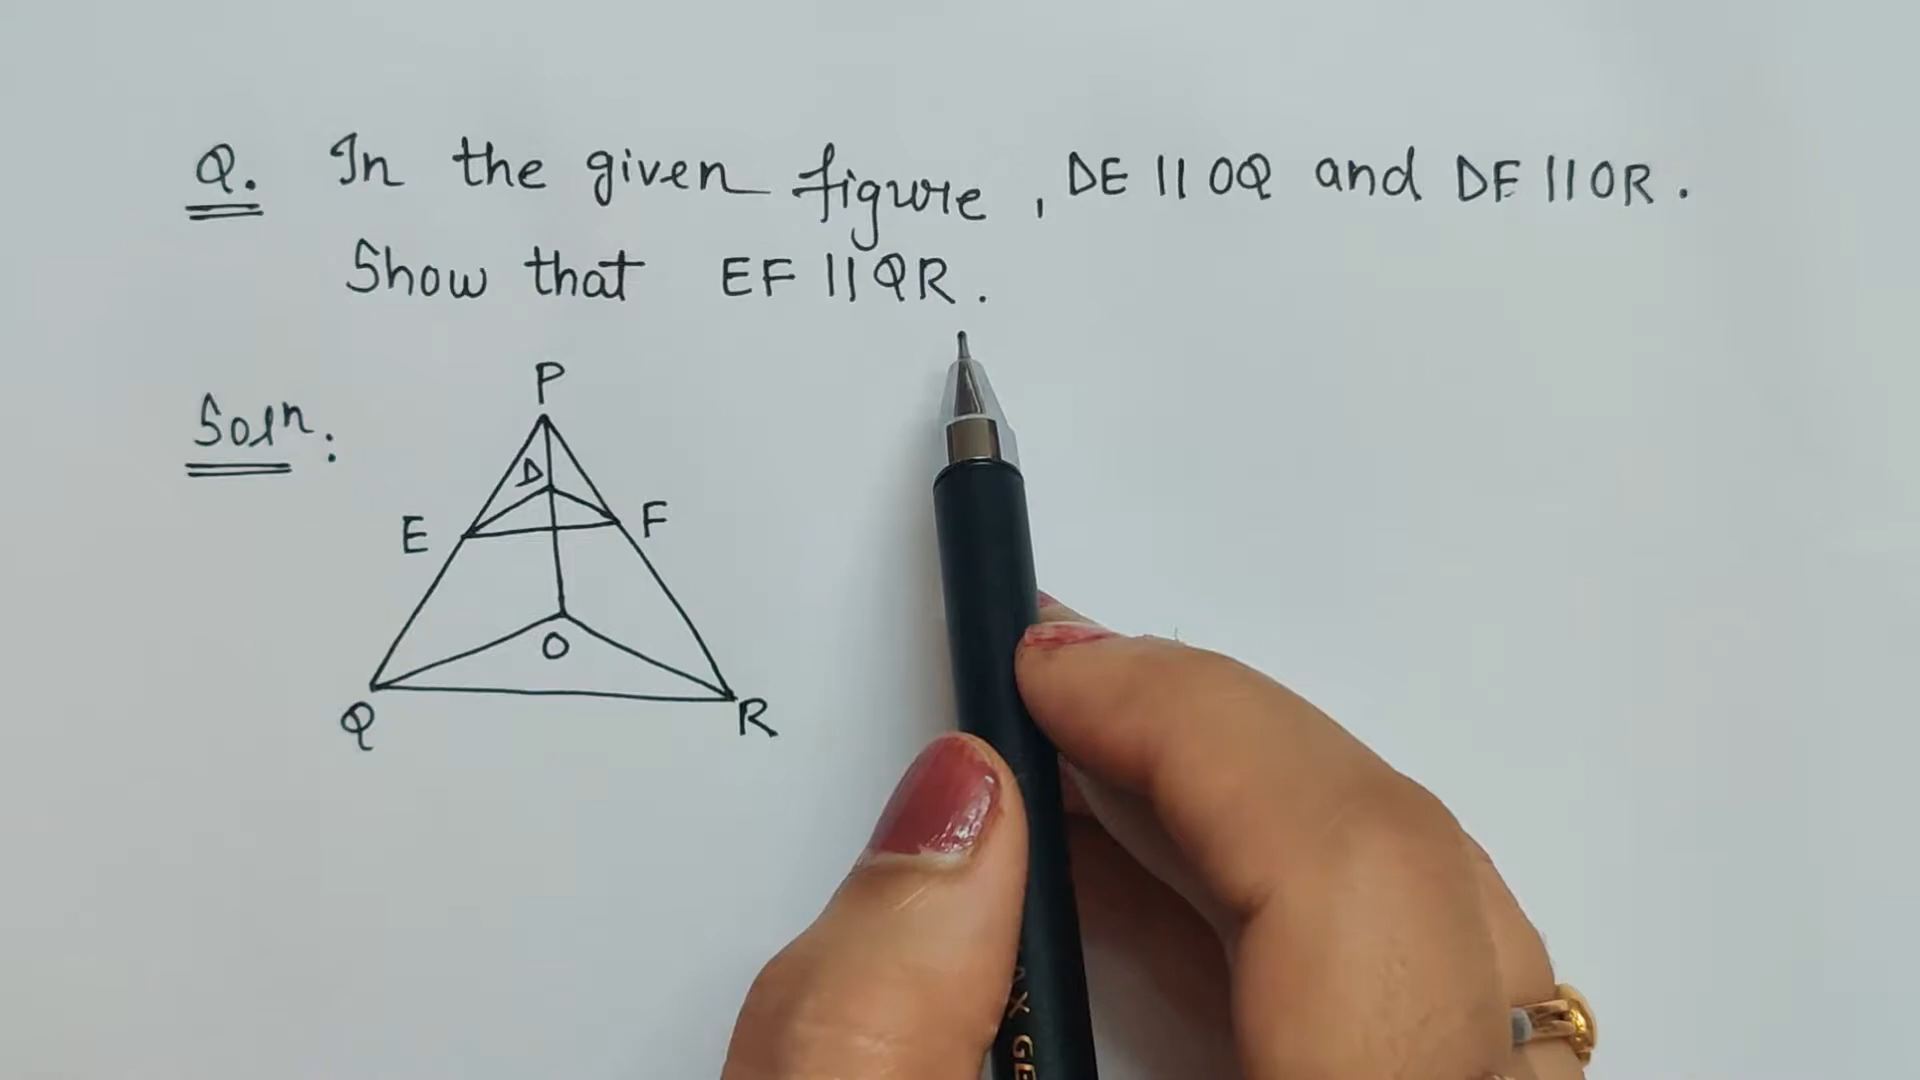 Q. In the given figure, DE || OQ and DF || OR.
Show that EF || QR.
Soln:
P
D
E
F
O
Q
R